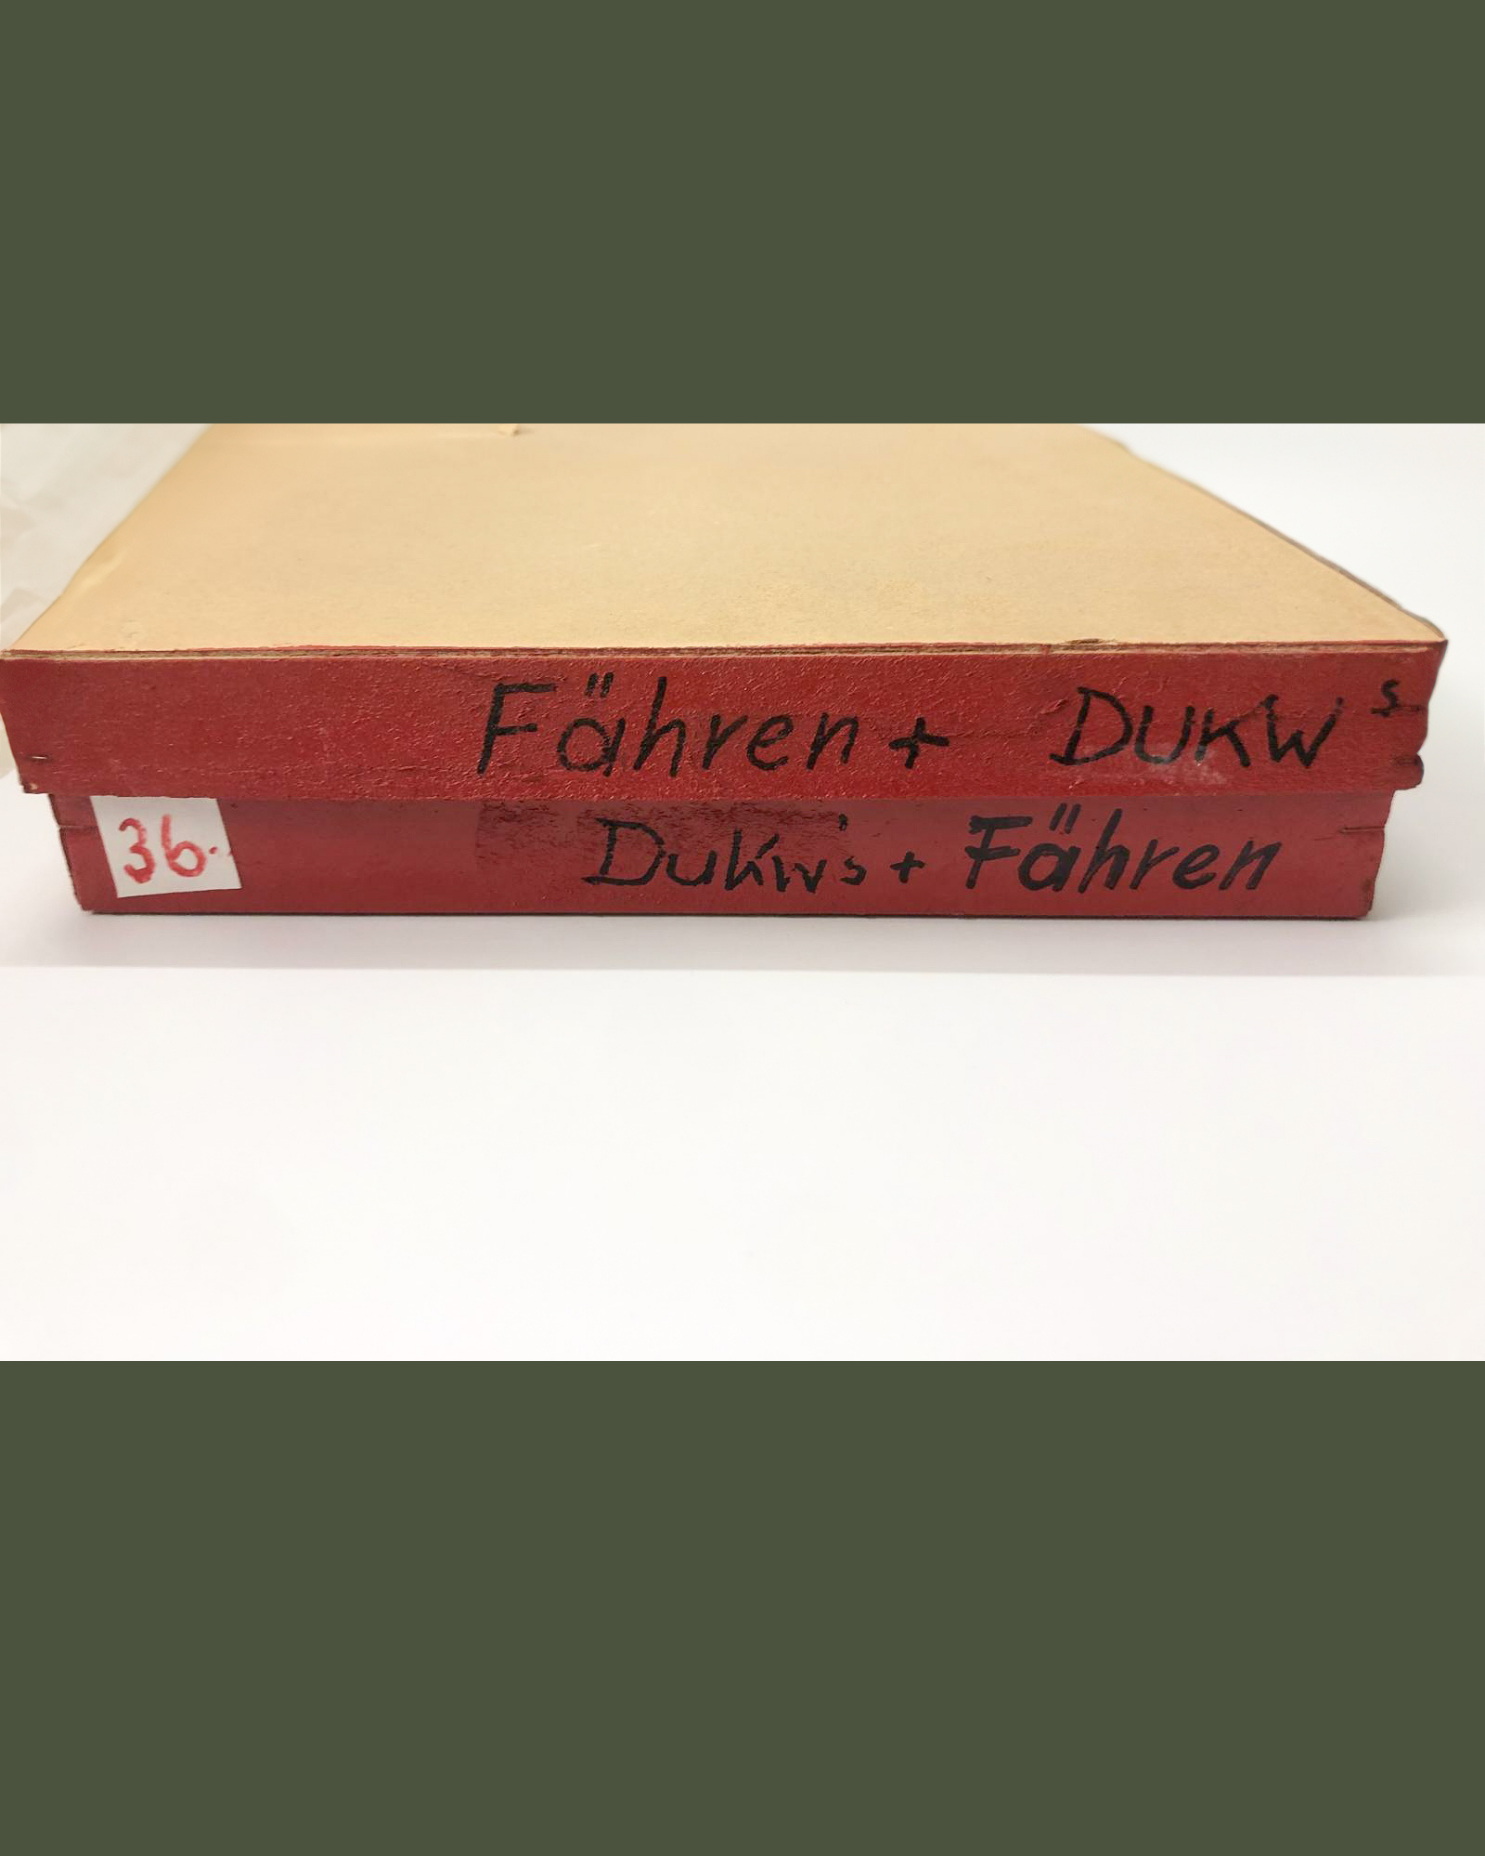 Fähren + DUKWs
36.
Dukw's + Fähren